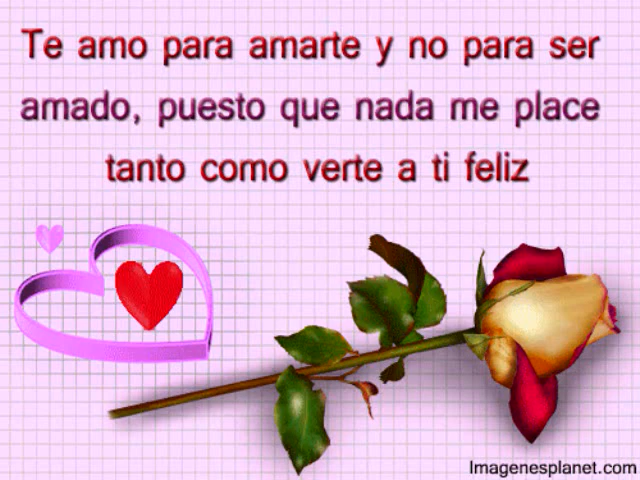 Te amo para amarte y no para ser
amado, puesto que nada me place
tanto como verte a ti feliz
Imagenesplanet.com